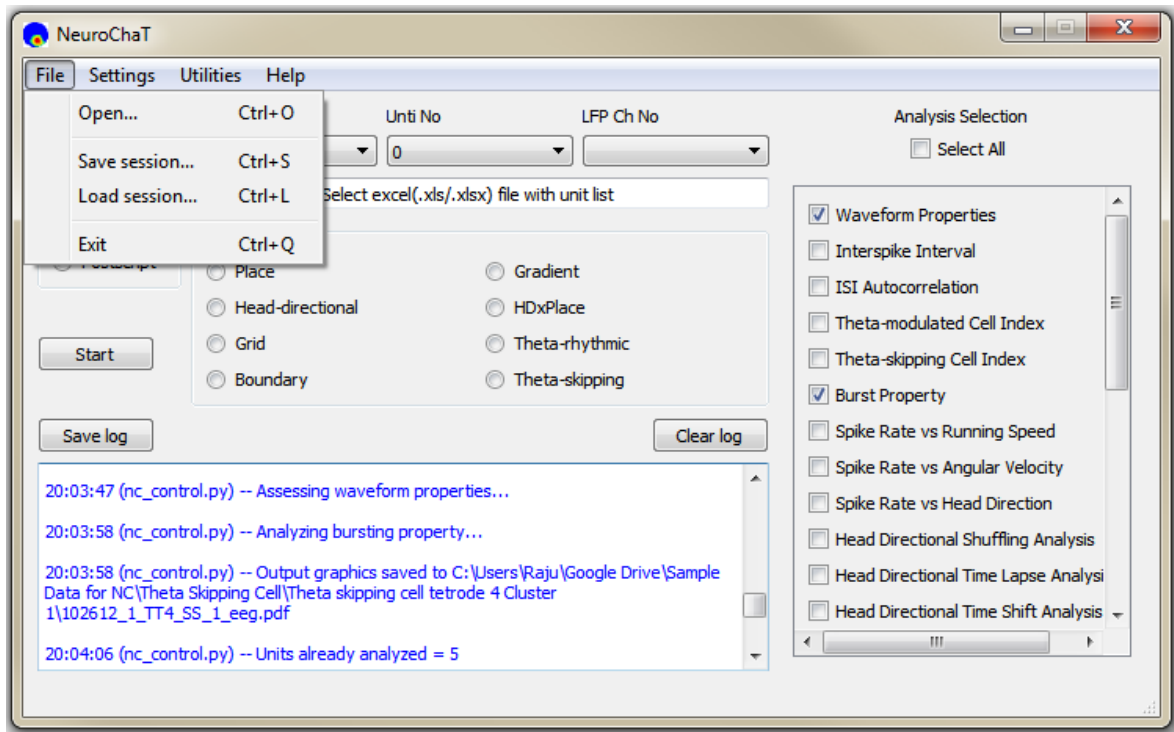 NeuroChaT
File Settings Utilities Help
Open... Ctrl+O
Save session... Ctrl+S
Load session... Ctrl+L
Exit Ctrl+Q
Unti No LFP Ch No
0
Select excel(.xls/.xlsx) file with unit list
Place Gradient
Head-directional HDxPlace
Grid Theta-rhythmic
Boundary Theta-skipping
Start
Save log Clear log
20:03:47 (nc_control.py) -- Assessing waveform properties...
20:03:58 (nc_control.py) -- Analyzing bursting property...
20:03:58 (nc_control.py) -- Output graphics saved to C:\Users\Raju\Google Drive\Sample
Data for NC\Theta Skipping Cell\Theta skipping cell tetrode 4 Cluster
1\102612_1_TT4_SS_1_eeg.pdf
20:04:06 (nc_control.py) -- Units already analyzed = 5
Analysis Selection
Select All
Waveform Properties
Interspike Interval
ISI Autocorrelation
Theta-modulated Cell Index
Theta-skipping Cell Index
Burst Property
Spike Rate vs Running Speed
Spike Rate vs Angular Velocity
Spike Rate vs Head Direction
Head Directional Shuffling Analysis
Head Directional Time Lapse Analysi
Head Directional Time Shift Analysis